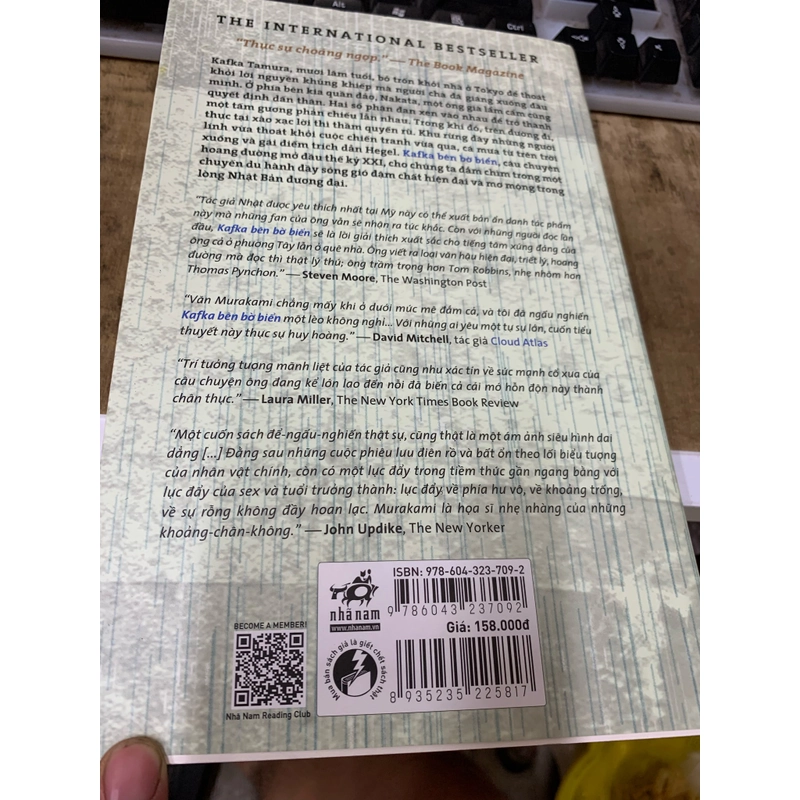 Alt
Ctrl
THE INTERNATIONAL BESTSELLER
"Thực sự choáng ngợp." — The Book Magazine
Kafka Tamura, mười lăm tuổi, bỏ trốn khỏi nhà ở Tokyo để thoát
khỏi lời nguyền khủng khiếp mà người cha đã giáng xuống đầu
mình. Ở phía bên kia quần đảo, Nakata, một ông già lẩm cẩm cũng
quyết định dấn thân. Hai số phận đan xen vào nhau để trở thành
một tấm gương phản chiếu lẫn nhau. Trong khi đó, trên đường đi,
thực tại xào xạc lời thì thầm quyến rũ. Khu rừng đầy những người
lính vừa thoát khỏi cuộc chiến tranh vừa qua, cá mưa từ trên trời
xuống và gái điếm trích dẫn Hegel. Kafka bên bờ biển, câu chuyện
hoang đường mở đầu thế kỷ XXI, cho chúng ta đắm chìm trong một
chuyến du hành đầy sóng gió đậm chất hiện đại và mơ mộng trong
lòng Nhật Bản đương đại.
"Tác giả Nhật được yêu thích nhất tại Mỹ này có thể xuất bản ẩn danh tác phẩm
này mà những fan của ông vẫn sẽ nhận ra tức khắc. Còn với những người đọc lần
đầu, Kafka bên bờ biển sẽ là lời giải thích xuất sắc cho tiếng tăm xứng đáng của
ông cả ở phương Tây lẫn ở quê nhà. Ông viết ra loại văn hậu hiện đại, triết lý, hoang
đường mà đọc thì thật lý thú; ông trầm trọng hơn Tom Robbins, nhẹ nhõm hơn
Thomas Pynchon." — Steven Moore, The Washington Post
"Văn Murakami chẳng mấy khi ở dưới mức mê đắm cả, và tôi đã ngấu nghiến
Kafka bên bờ biển một lèo không nghỉ... Với những ai yêu một tự sự lớn, cuốn tiểu
thuyết này thực sự huy hoàng." — David Mitchell, tác giả Cloud Atlas
"Trí tưởng tượng mãnh liệt của tác giả cũng như xác tín về sức mạnh cổ xưa của
câu chuyện ông đang kể lớn lao đến nỗi đã biến cả cái mớ hỗn độn này thành
chân thực." — Laura Miller, The New York Times Book Review
"Một cuốn sách để-ngấu-nghiến thật sự, cũng thật là một ám ảnh siêu hình dai
dẳng [...] Đằng sau những cuộc phiêu lưu điên rồ và bất ổn theo lối biểu tượng
của nhân vật chính, còn có một lực đẩy trong tiềm thức gần ngang bằng với
lực đẩy của sex và tuổi trưởng thành: lực đẩy về phía hư vô, về khoảng trống,
về sự rỗng không đầy hoan lạc. Murakami là họa sĩ nhẹ nhàng của những
khoảng-chân-không." — John Updike, The New Yorker
ISBN: 978-604-323-709-2
9 786043 237092
nhã nam
www.nhanam.vn
Giá: 158.000đ
BECOME A MEMBER!
Nhã Nam Reading Club
Mua bán sách giả là giết chết sách thật
8 935235 225817